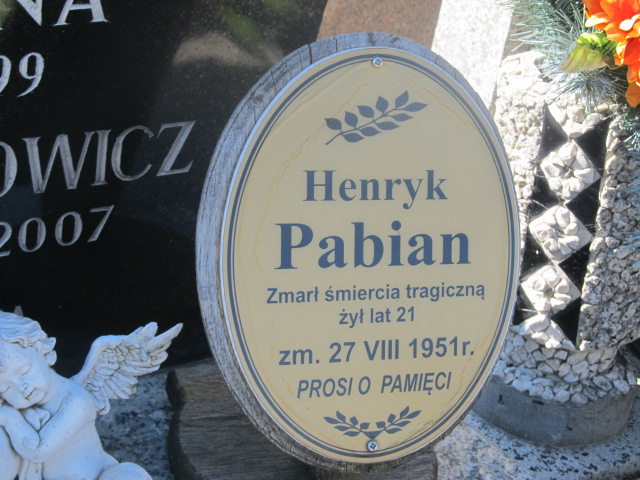 NA
99
OWICZ
2007
Henryk
Pabian
Zmarł śmiercia tragiczną
żył lat 21
zm. 27 VIII 1951r.
PROSI O PAMIĘCI